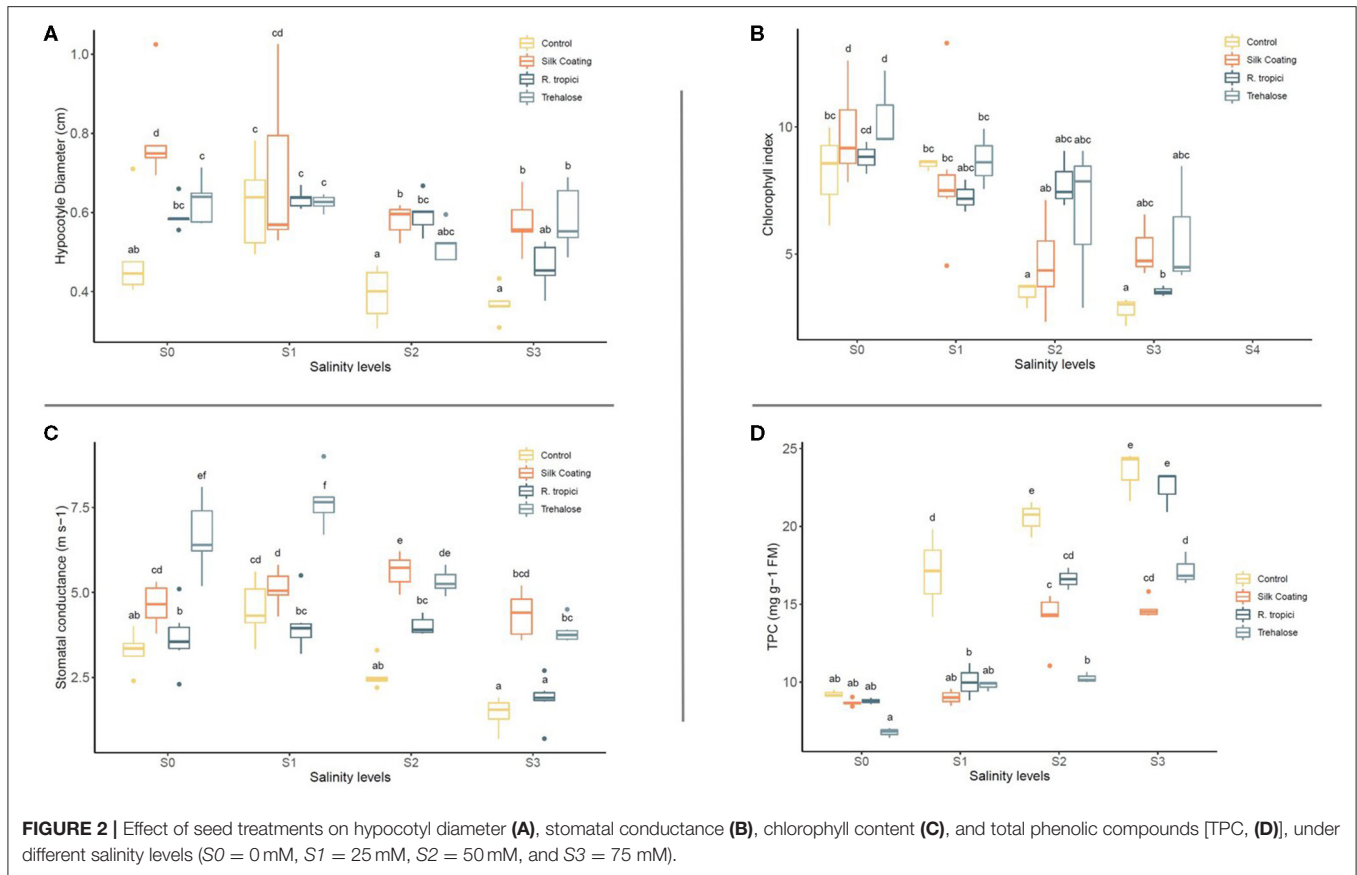 A
cd
1.0
Control
Silk Coating
R. tropici
Trehalose
d
c
c
bc
c
c
b
bc
b
b
0.8
Hypocotyle Diameter (cm)
0.6
ab
abc
ab
a
a
0.4
S0
S1
S2
S3
Salinity levels
B
d
d
bc
cd
Control
Silk Coating
R. tropici
Trehalose
10
Chlorophyll index
5
bc
bc
abc
bc
abc
abc
ab
a
abc
abc
b
a
S0
S1
S2
S3
S4
Salinity levels
C
ef
f
Control
Silk Coating
R. tropici
Trehalose
7.5
Stomatal conductance (m s−1)
5.0
2.5
cd
ab
b
cd
d
bc
e
de
bc
ab
bcd
bc
a
a
S0
S1
S2
S3
Salinity levels
D
25
e
e
20
TPC (mg g−1 FM)
15
10
d
e
cd
c
d
cd
b
ab
ab
ab
ab
ab
a
b
Control
Silk Coating
R. tropici
Trehalose
S0
S1
S2
S3
Salinity levels
FIGURE 2 | Effect of seed treatments on hypocotyl diameter (A), stomatal conductance (B), chlorophyll content (C), and total phenolic compounds [TPC, (D)], under
different salinity levels (S0 = 0 mM, S1 = 25 mM, S2 = 50 mM, and S3 = 75 mM).